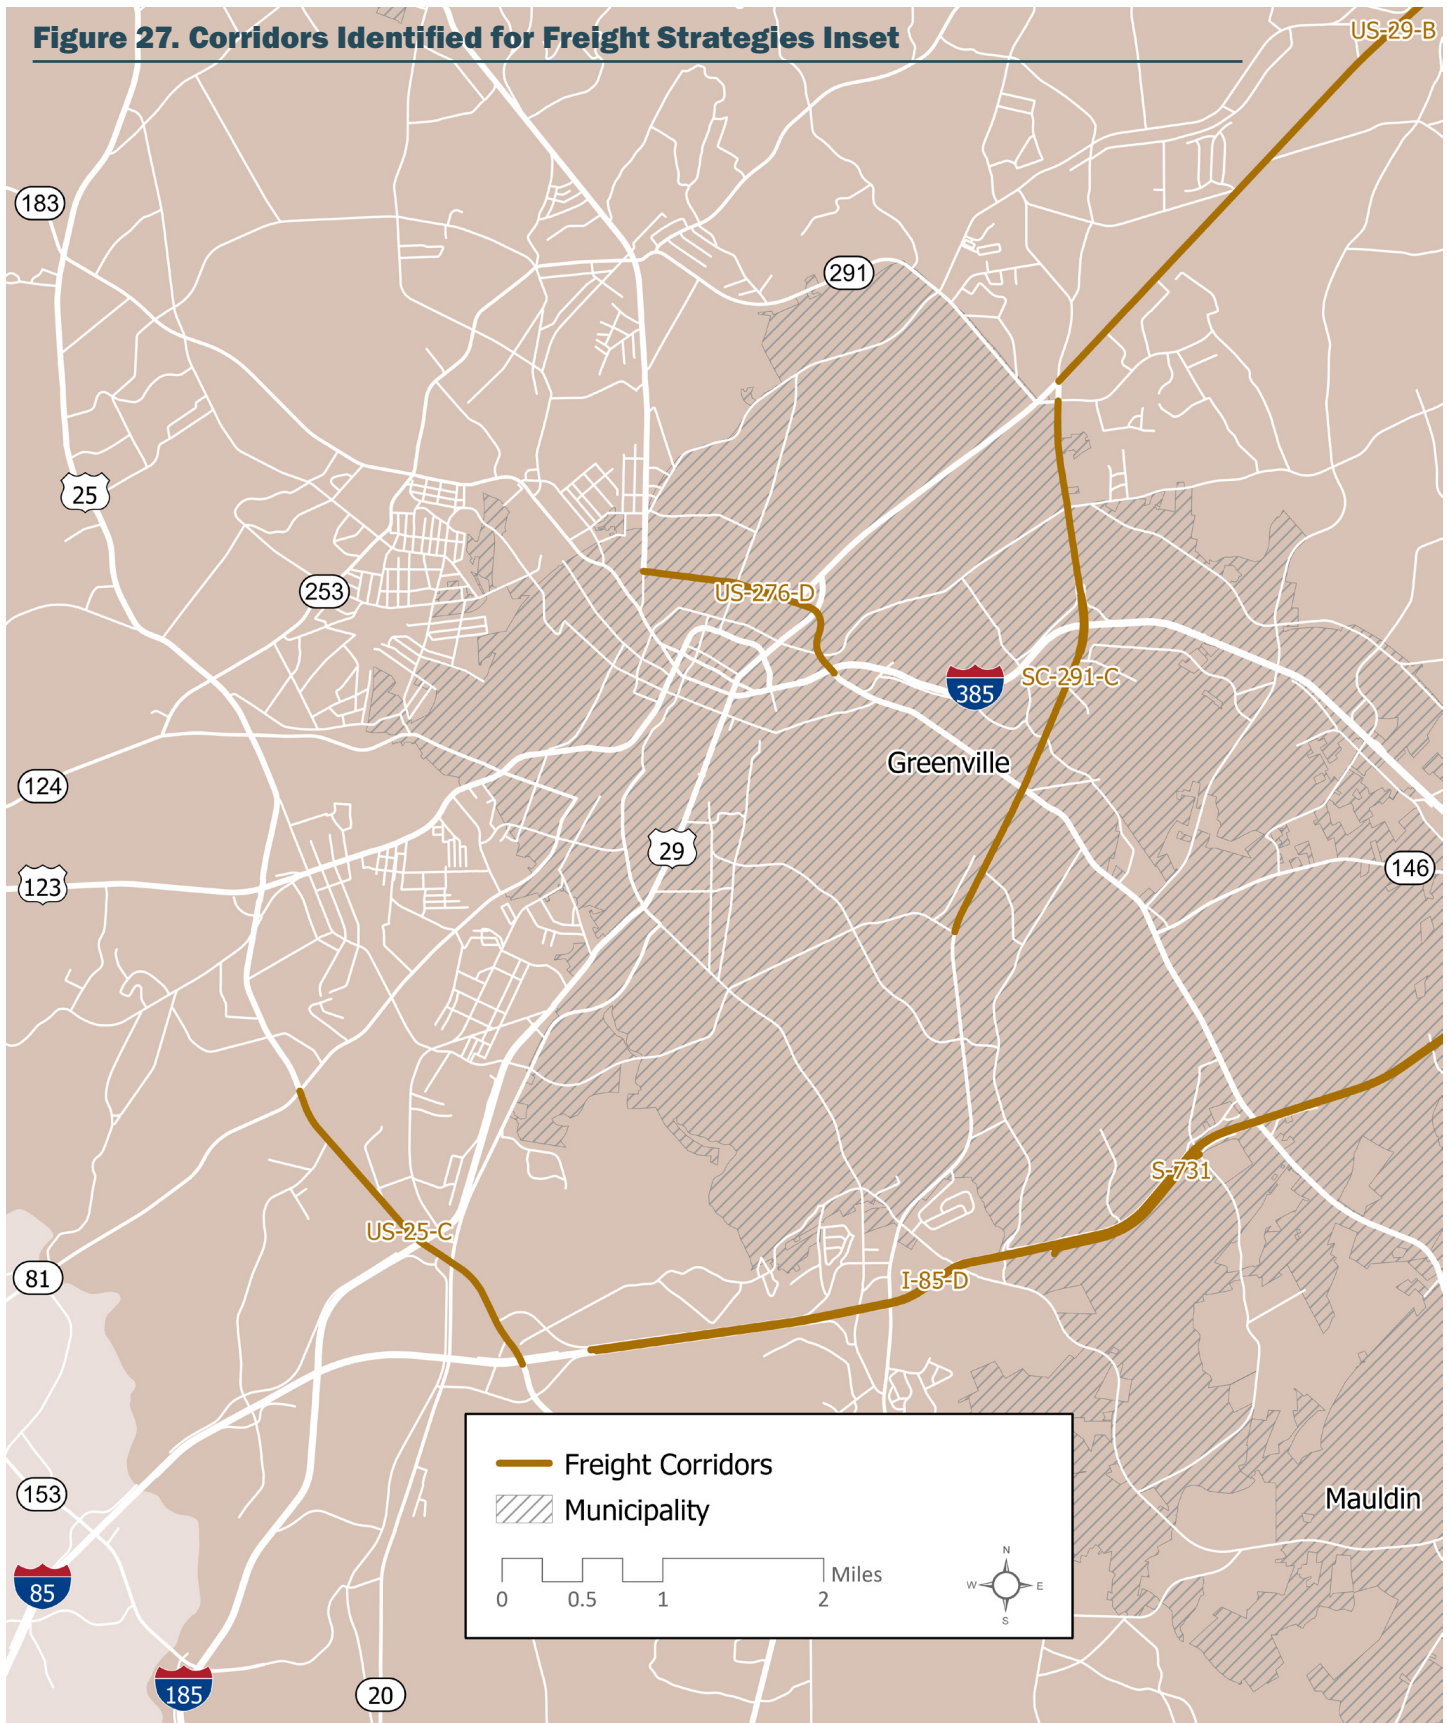 Figure 27. Corridors Identified for Freight Strategies Inset
US-29-B
183
291
25
253
US-276-D
SC-291-C
385
Greenville
124
29
123
146
S-731
US-25-C
81
I-85-D
Freight Corridors
Municipality
153
Mauldin
Miles
0 0.5 1 2
N
W E
S
85
185
20